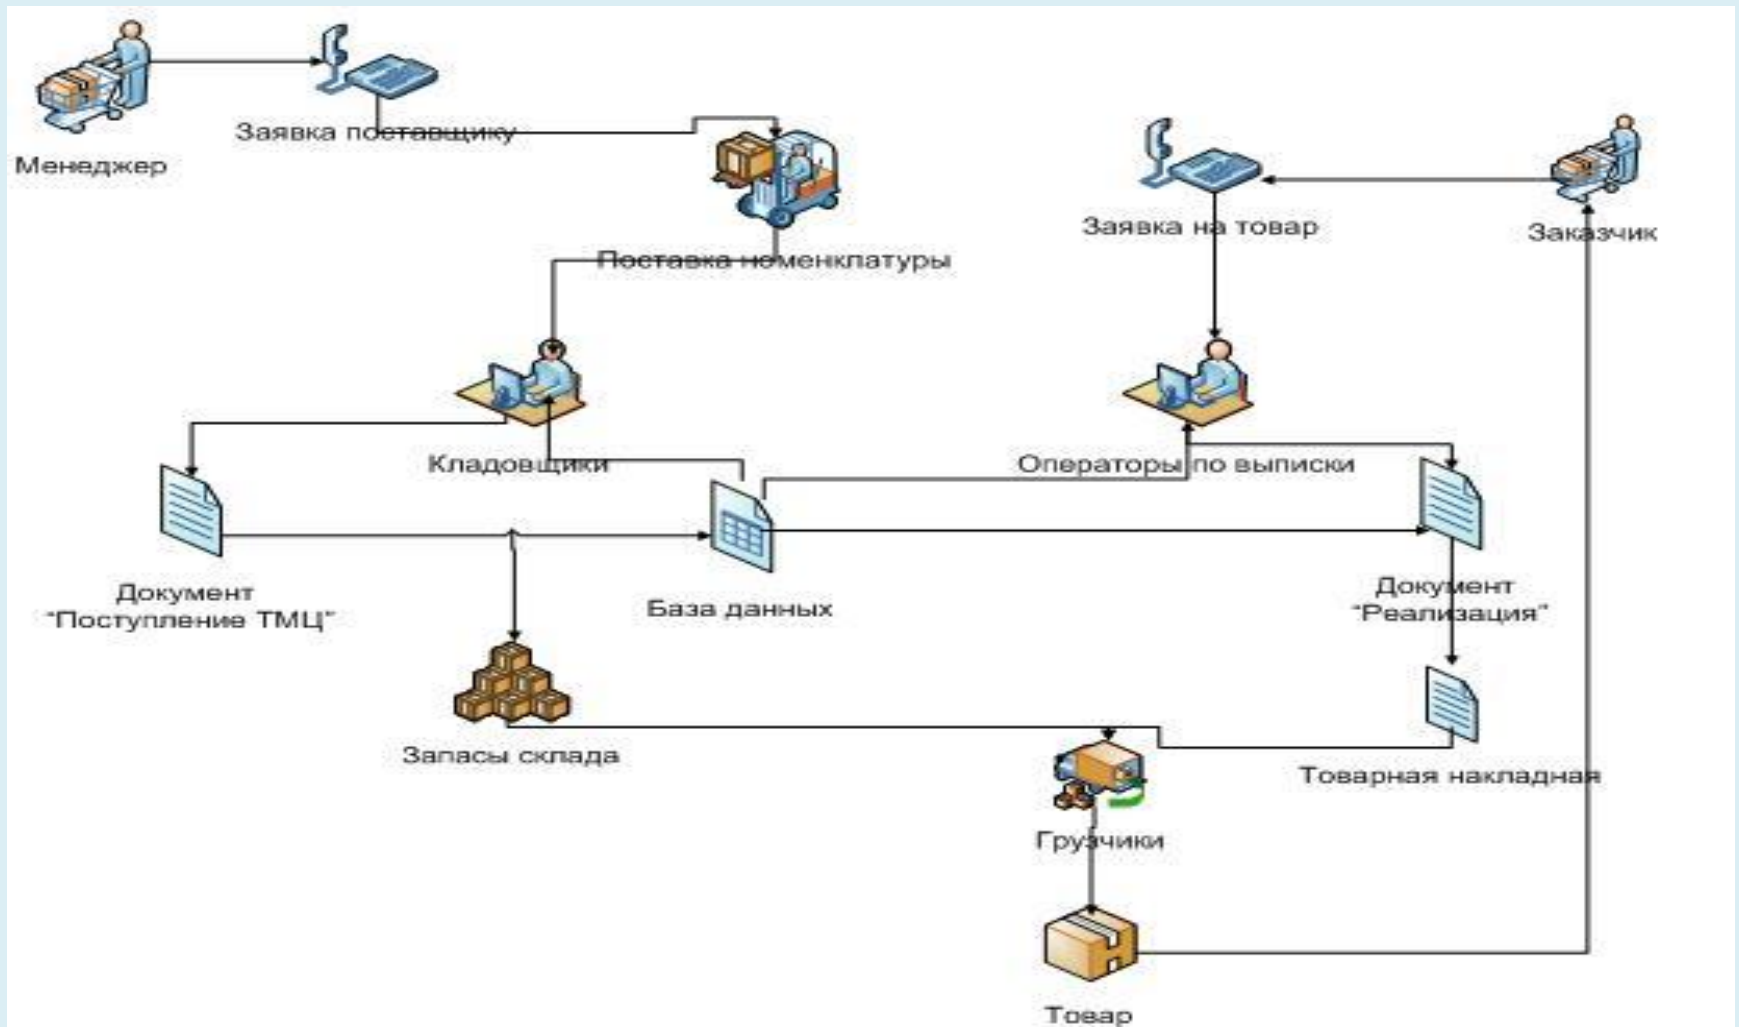 Менеджер
Заявка поставщику
Поставка номенклатуры
Заявка на товар
Заказчик
Кладовщики
Операторы по выписки
Документ
“Поступление ТМЦ”
База данных
Документ
“Реализация”
Запасы склада
Товарная накладная
Грузчики
Товар